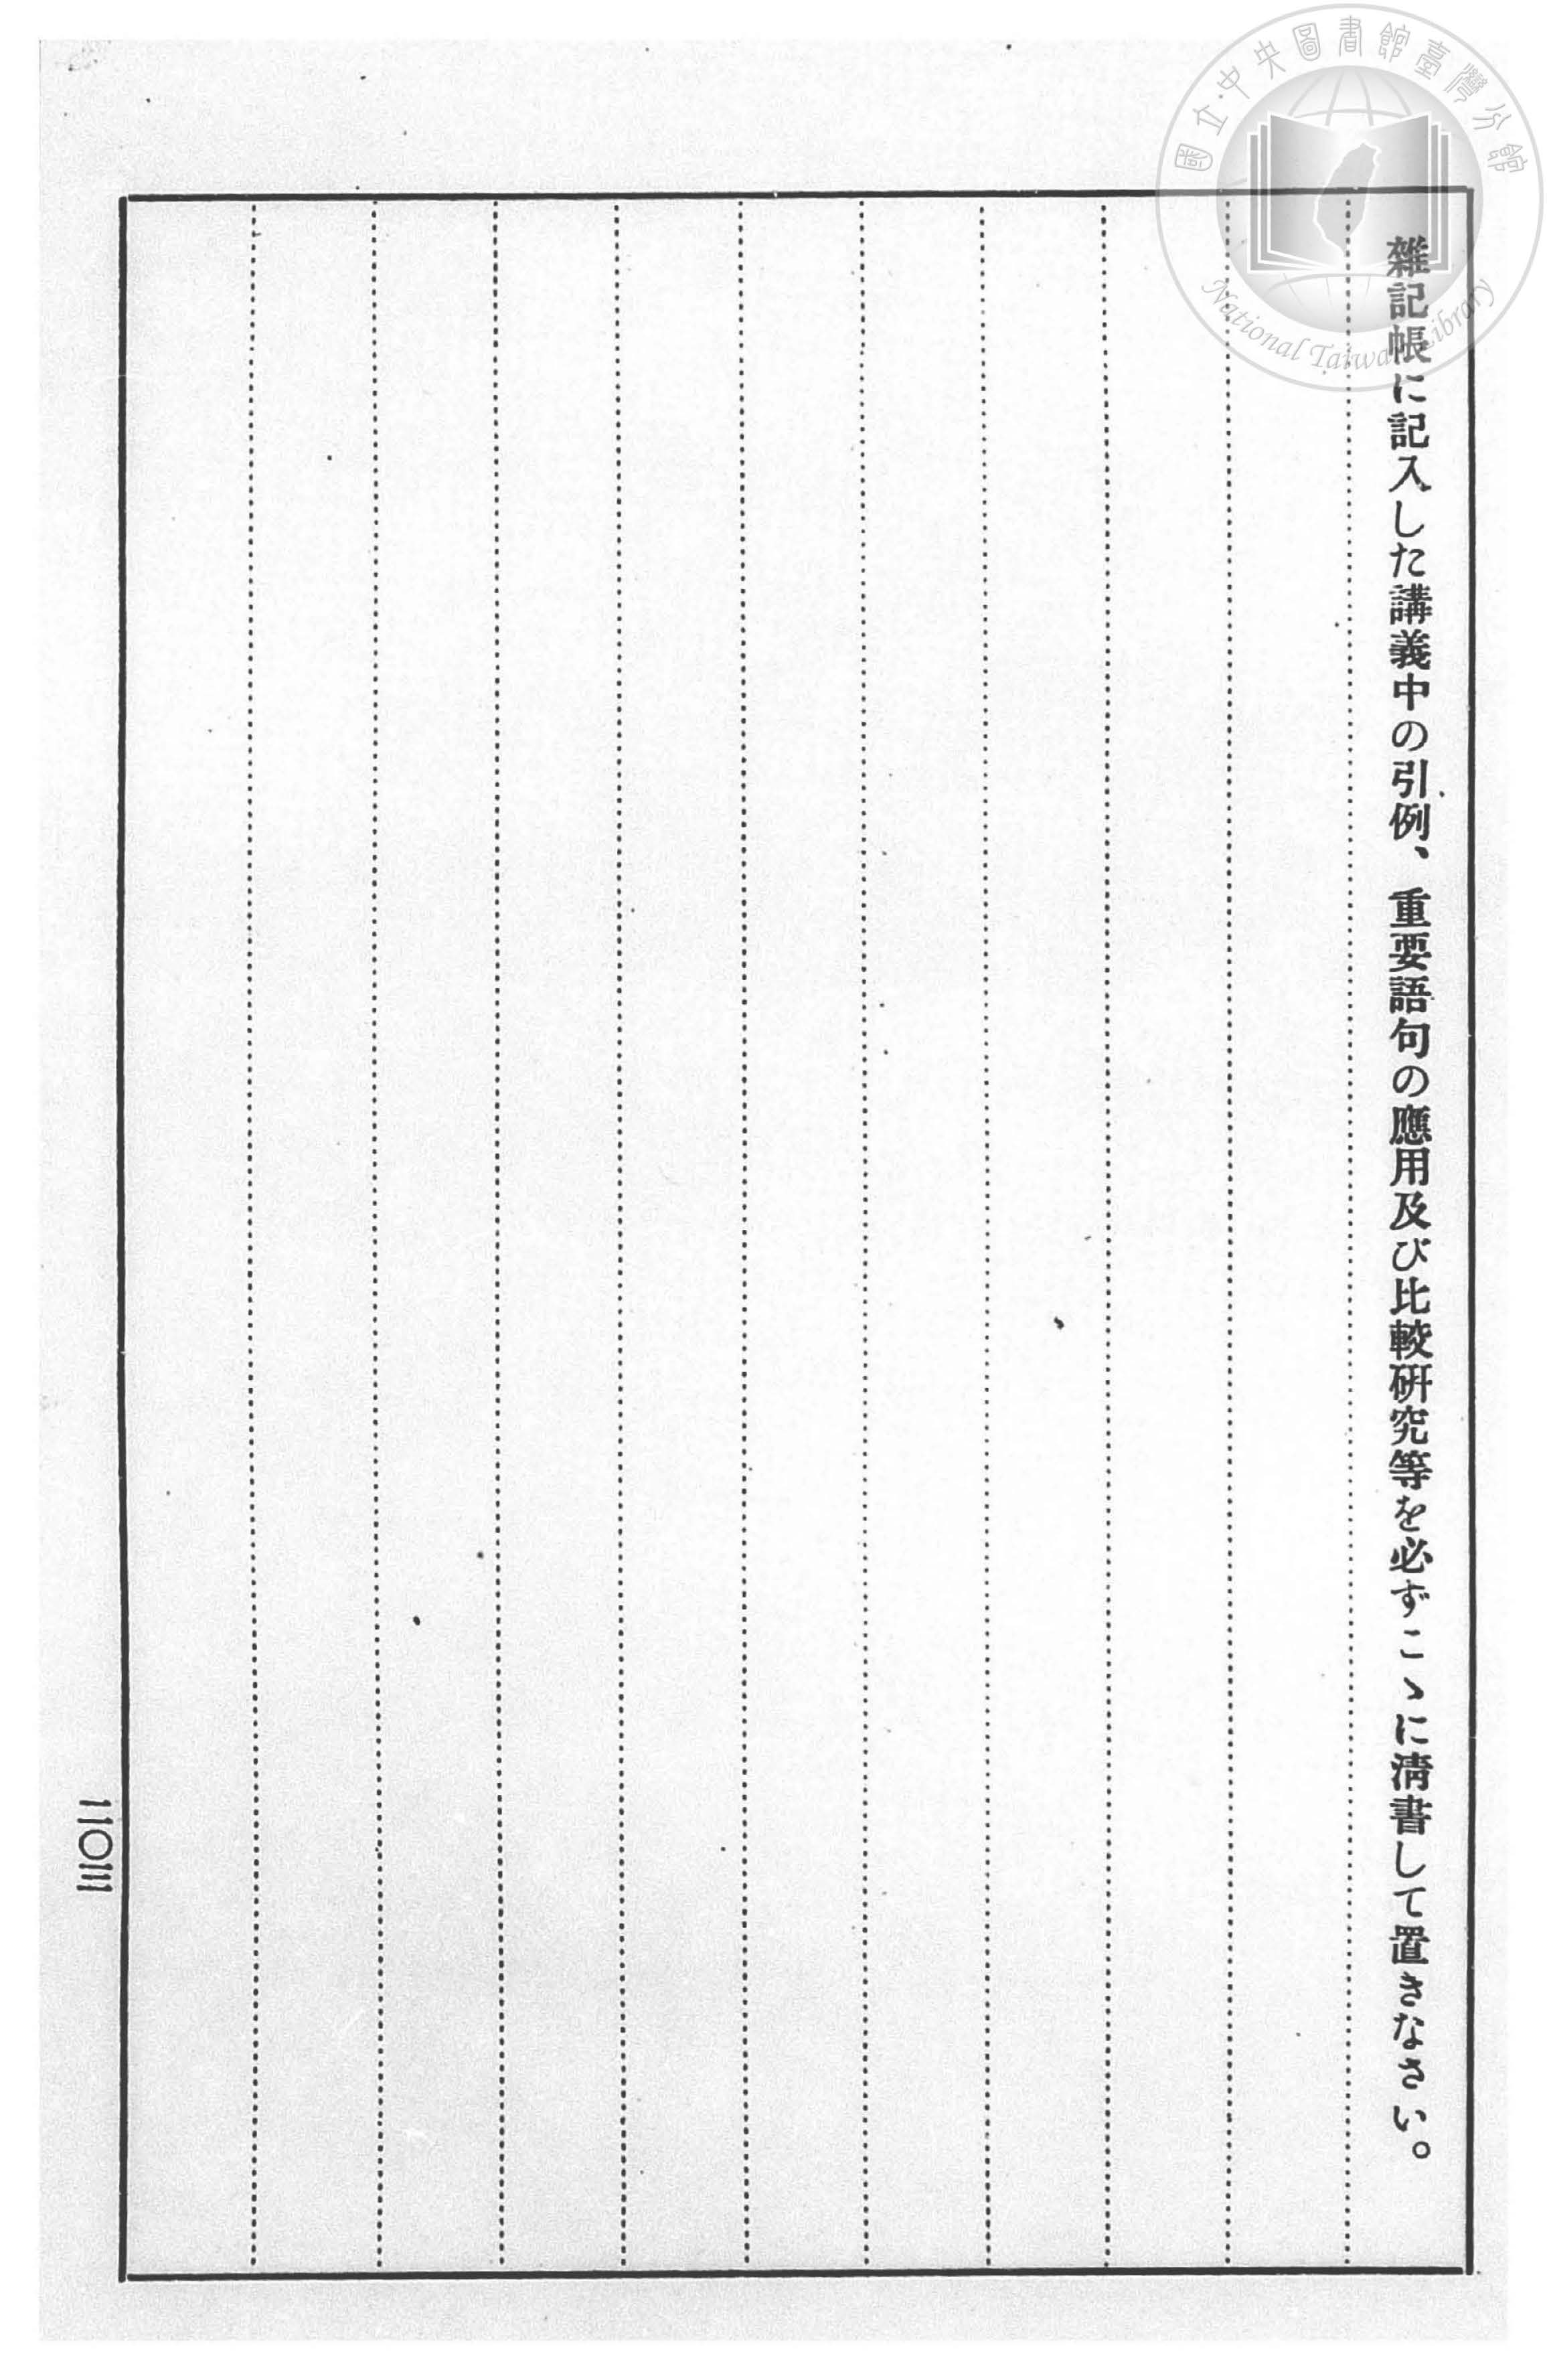 雜記帳に記入した講義中の引例、重要語句の應用及び比較硏究等を必ずこゝに淸書して置きなさい。
二〇三
國立中央圖書館臺灣分館
National Taiwan Library